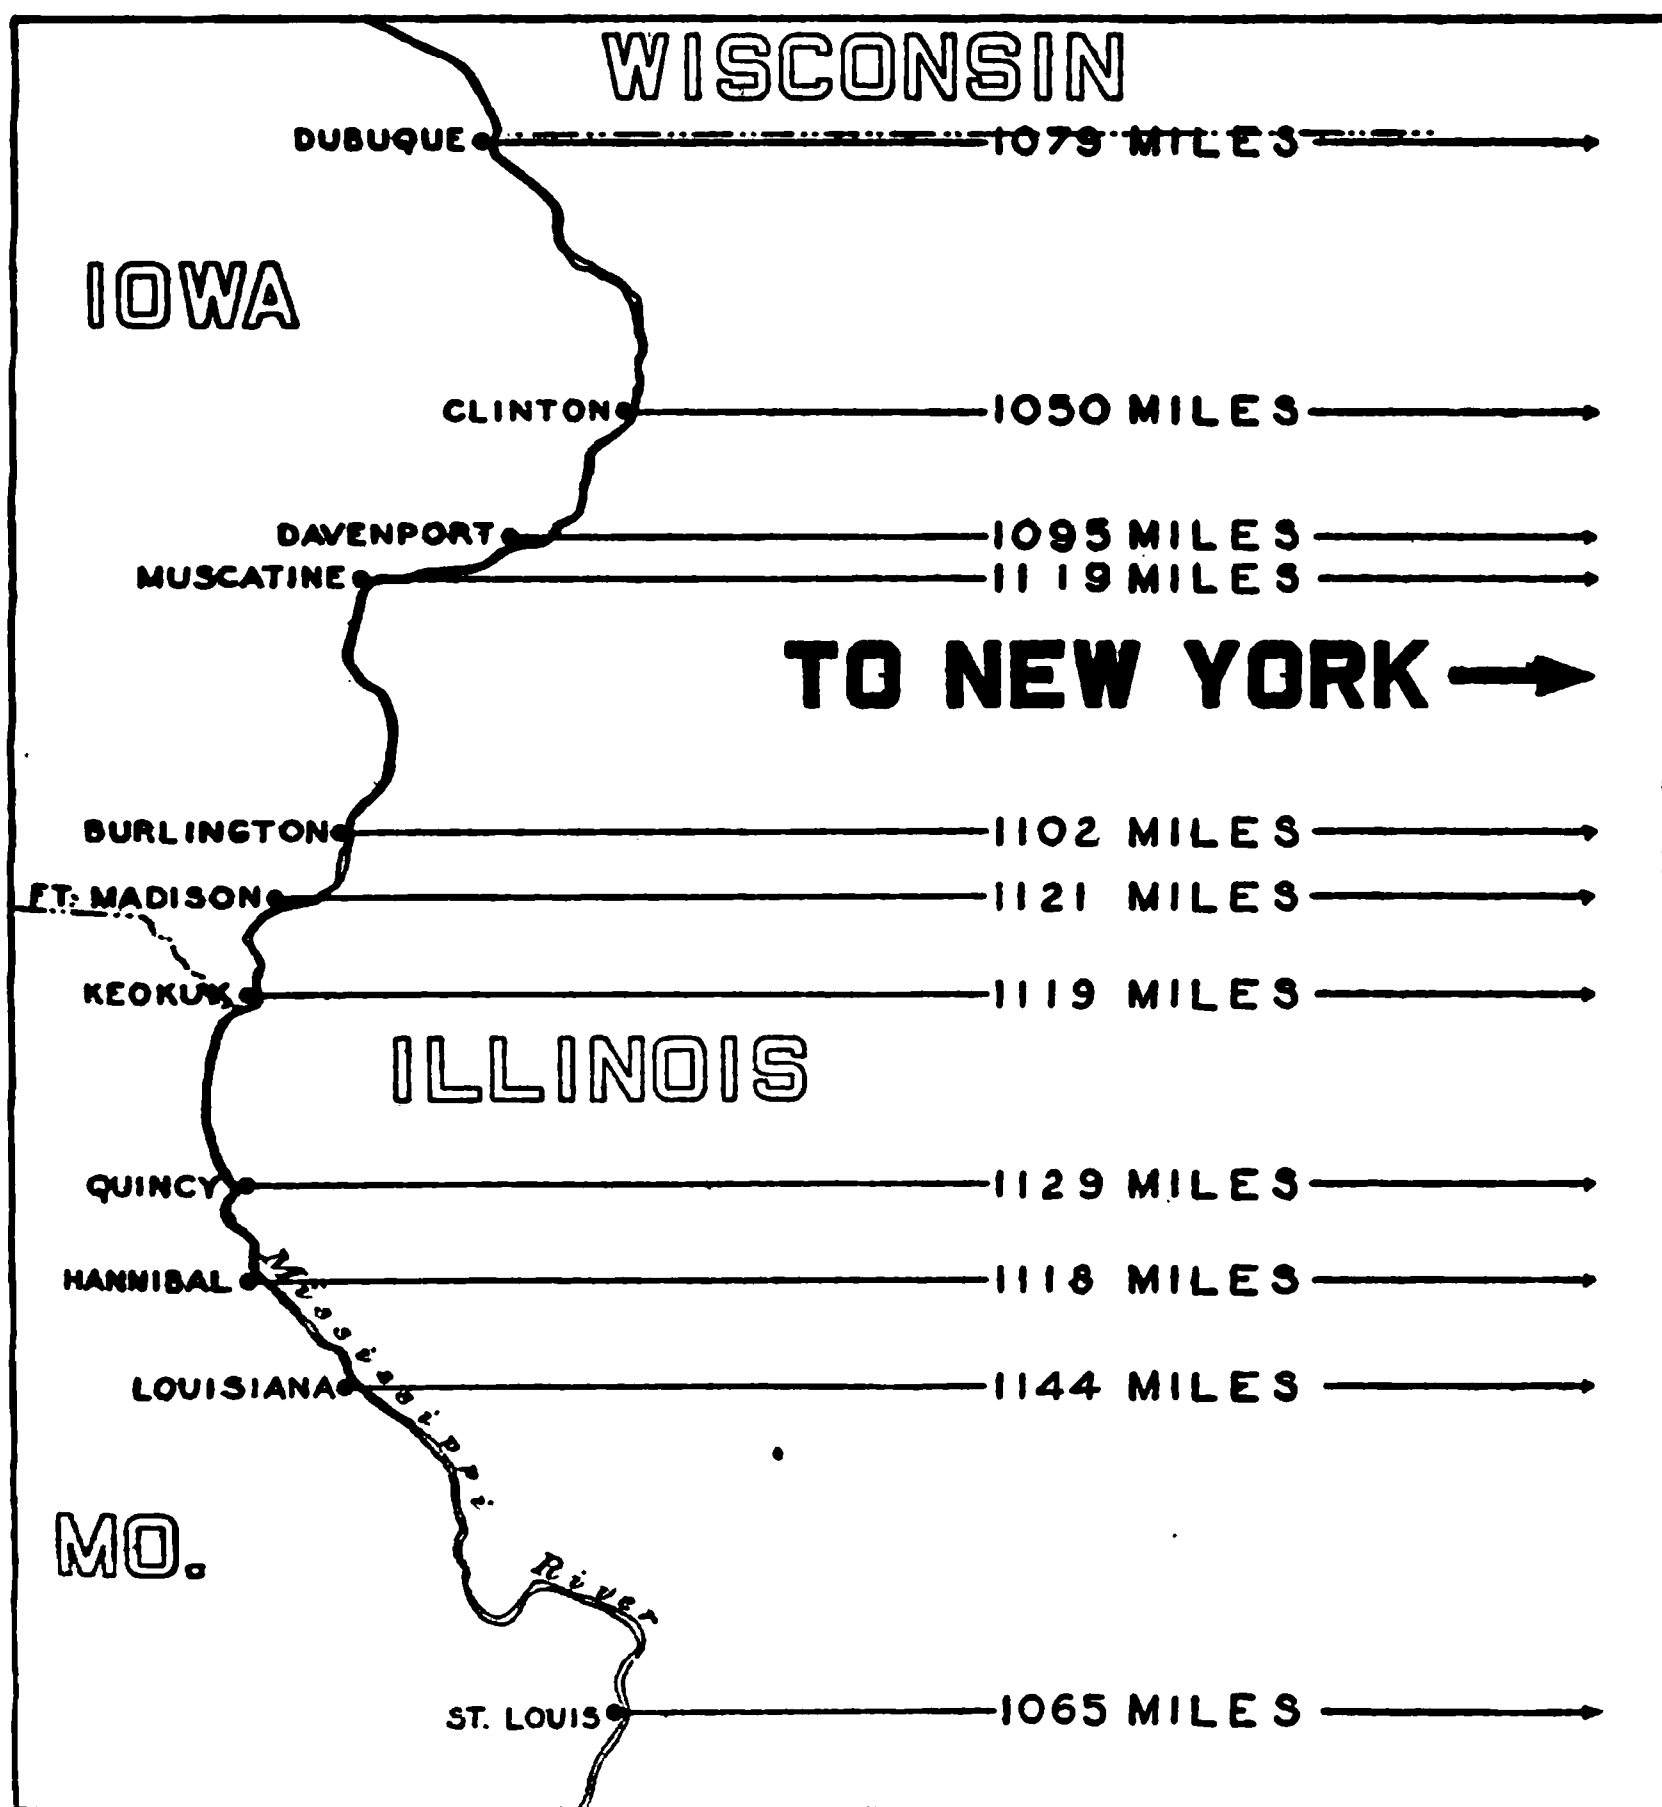 WISCONSIN
DUBUQUE 1079 MILES
IOWA
CLINTON 1050 MILES
DAVENPORT 1095 MILES
MUSCATINE 1119 MILES
TO NEW YORK
BURLINGTON 1102 MILES
FT. MADISON 1121 MILES
KEOKUK 1119 MILES
ILLINOIS
QUINCY 1129 MILES
HANNIBAL 1118 MILES
Mississippi
LOUISIANA 1144 MILES
MO.
River
ST. LOUIS 1065 MILES